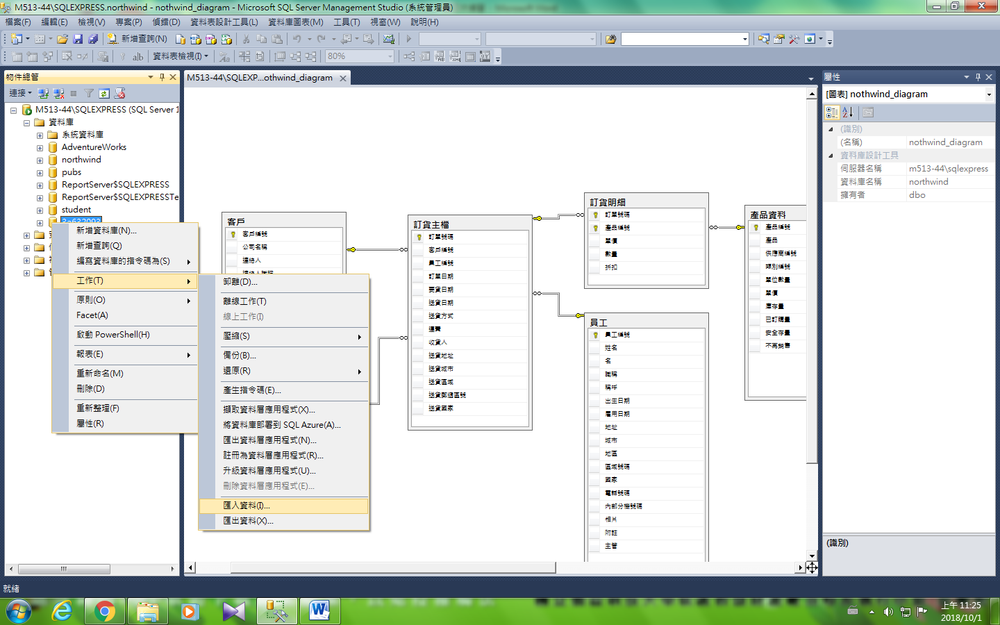 M513-44\SQLEXPRESS.northwind - nothwind_diagram - Microsoft SQL Server Management Studio (系統管理員)
檔案(F) 編輯(E) 檢視(V) 專案(P) 偵錯(D) 資料表設計工具(L) 資料庫圖表(M) 工具(T) 視窗(W) 說明(H)
新增查詢(N)
資料表檢視(I) 80%
物件總管
連接
M513-44\SQLEXPRESS (SQL Server 1
資料庫
系統資料庫
AdventureWorks
northwind
pubs
ReportServer$SQLEXPRESS
ReportServer$SQLEXPRESSTe
student
3a632093
新增資料庫(N)...
新增查詢(Q)
編寫資料庫的指令碼為(S)
工作(T)
原則(O)
Facet(A)
啟動 PowerShell(H)
報表(E)
重新命名(M)
刪除(D)
重新整理(F)
屬性(R)
卸離(D)...
離線工作(T)
線上工作(I)
壓縮(S)
備份(B)...
還原(R)
產生指令碼(E)...
擷取資料層應用程式(X)...
將資料庫部署到 SQL Azure(A)...
匯出資料層應用程式(N)...
註冊為資料層應用程式(R)...
升級資料層應用程式(U)...
刪除資料層應用程式(E)...
匯入資料(I)...
匯出資料(X)...
M513-44\SQLEXP...othwind_diagram
客戶
客戶編號
公司名稱
連絡人
連絡人職稱
訂貨主檔
訂單號碼
客戶編號
員工編號
訂單日期
要貨日期
送貨日期
送貨方式
運費
收貨人
送貨地址
送貨城市
送貨區域
送貨郵遞區號
送貨國家
訂貨明細
訂單號碼
產品編號
單價
數量
折扣
員工
員工編號
姓名
名
職稱
稱呼
出生日期
雇用日期
地址
城市
地區
區域號碼
國家
電話號碼
內部分機號碼
相片
附註
主管
產品資料
產品編號
產品
供應商編號
類別編號
單位數量
單價
庫存量
已訂購量
安全存量
不再銷售
屬性
[圖表] nothwind_diagram
(識別)
(名稱) nothwind_diagram
資料庫設計工具
伺服器名稱 m513-44\sqlexpress
資料庫名稱 northwind
擁有者 dbo
(識別)
就緒
上午 11:25
2018/10/1